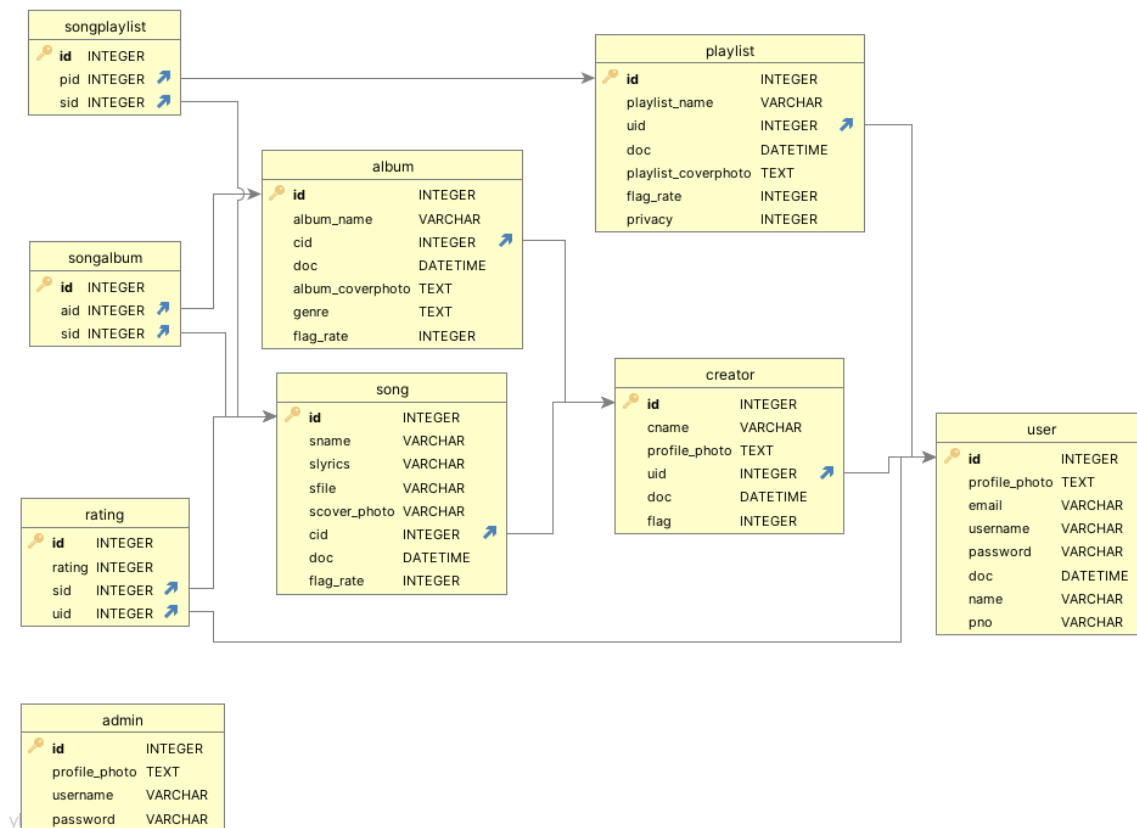 songplaylist
id INTEGER
pid INTEGER
sid INTEGER
playlist
id INTEGER
playlist_name VARCHAR
uid INTEGER
doc DATETIME
playlist_coverphoto TEXT
flag_rate INTEGER
privacy INTEGER
album
id INTEGER
album_name VARCHAR
cid INTEGER
doc DATETIME
album_coverphoto TEXT
genre TEXT
flag_rate INTEGER
songalbum
id INTEGER
aid INTEGER
sid INTEGER
song
id INTEGER
sname VARCHAR
slyrics VARCHAR
sfile VARCHAR
scover_photo VARCHAR
cid INTEGER
doc DATETIME
flag_rate INTEGER
creator
id INTEGER
cname VARCHAR
profile_photo TEXT
uid INTEGER
doc DATETIME
flag INTEGER
user
id INTEGER
profile_photo TEXT
email VARCHAR
username VARCHAR
password VARCHAR
doc DATETIME
name VARCHAR
pno VARCHAR
rating
id INTEGER
rating INTEGER
sid INTEGER
uid INTEGER
admin
id INTEGER
profile_photo TEXT
username VARCHAR
password VARCHAR